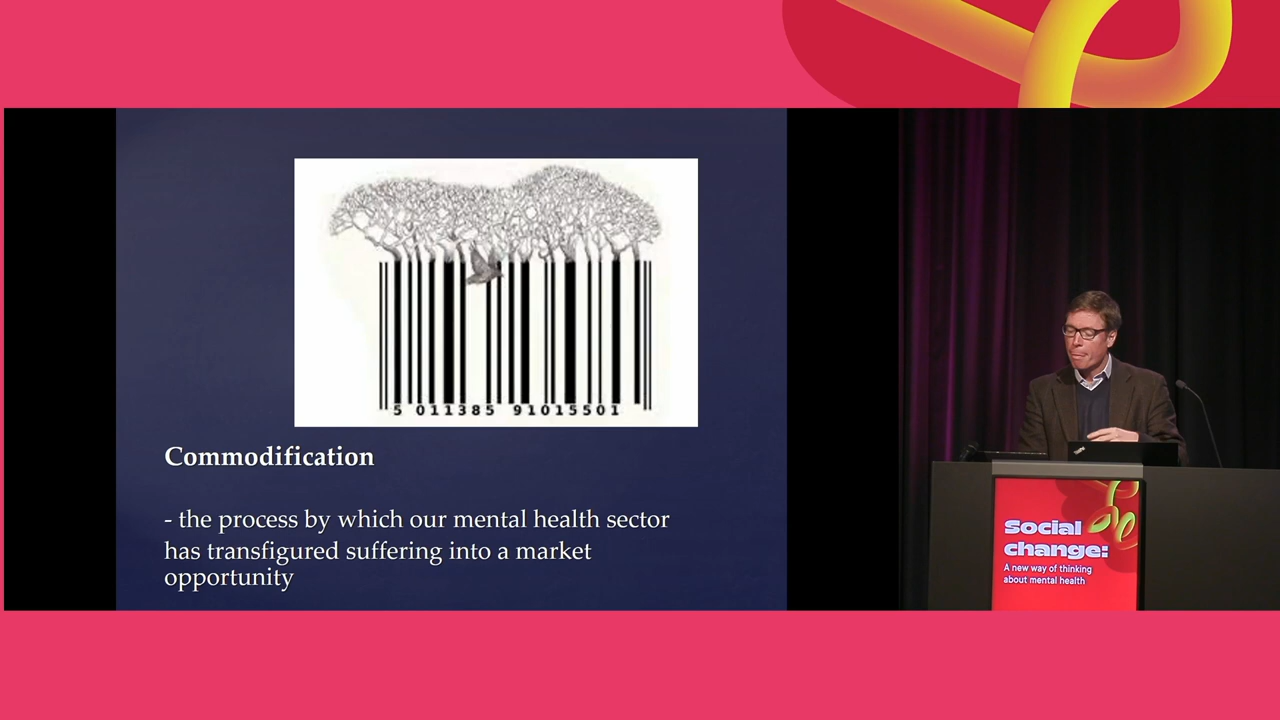 5 011385 91015501
Commodification
- the process by which our mental health sector
has transfigured suffering into a market
opportunity
Social
change:
A new way of thinking
about mental health